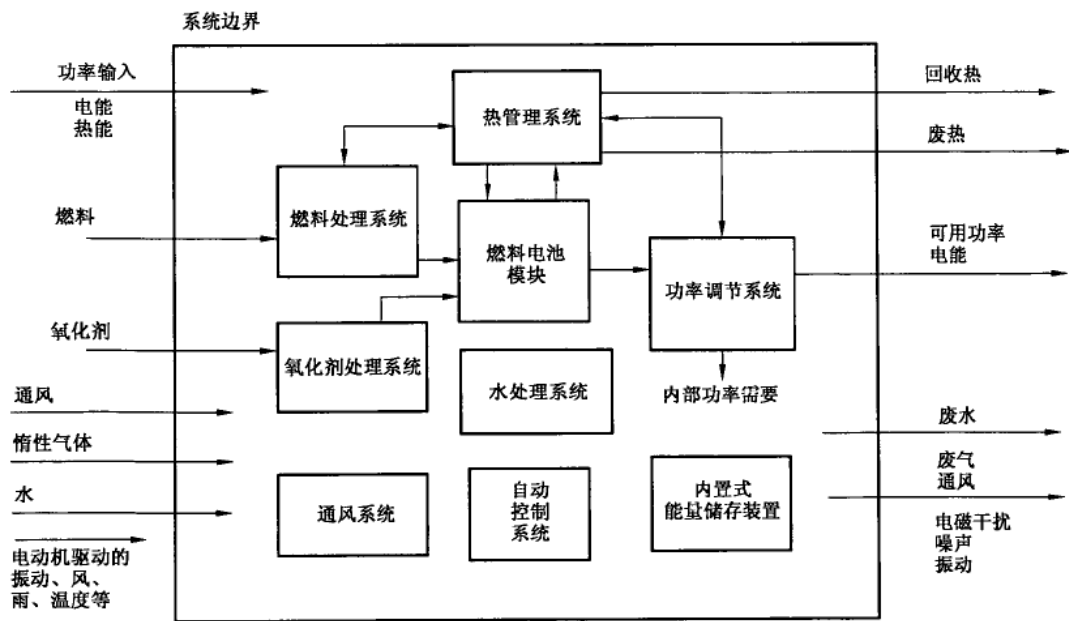 系统边界
功率输入
电能
热能
燃料
氧化剂
通风
惰性气体
水
电动机驱动的
振动、风、
雨、温度等
热管理系统
燃料处理系统
燃料电池
模块
功率调节系统
氧化剂处理系统
水处理系统
内部功率需要
通风系统
自动
控制
系统
内置式
能量储存装置
回收热
废热
可用功率
电能
废水
废气
通风
电磁干扰
噪声
振动